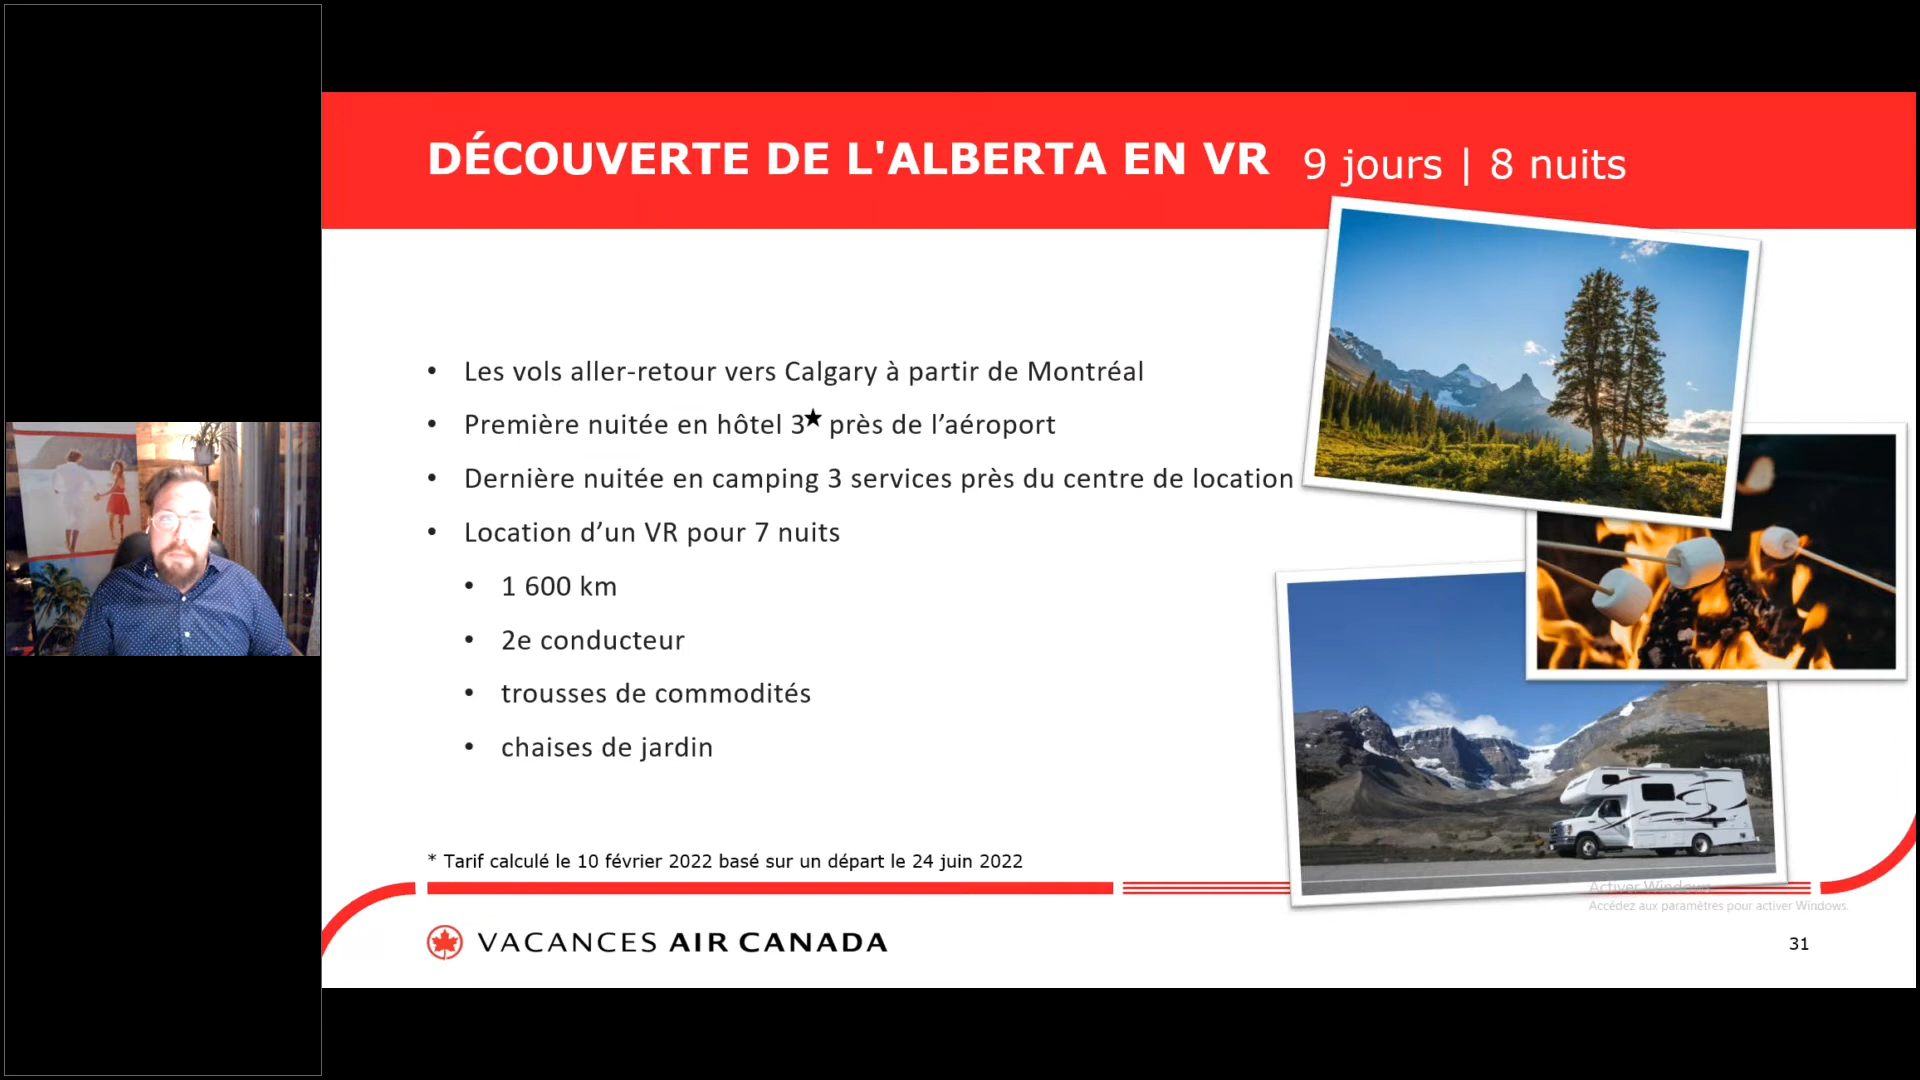 DÉCOUVERTE DE L'ALBERTA EN VR 9 jours | 8 nuits
• Les vols aller-retour vers Calgary à partir de Montréal
• Première nuitée en hôtel 3★ près de l’aéroport
• Dernière nuitée en camping 3 services près du centre de location
• Location d’un VR pour 7 nuits
• 1 600 km
• 2e conducteur
• trousses de commodités
• chaises de jardin
* Tarif calculé le 10 février 2022 basé sur un départ le 24 juin 2022
Activer Windows
Accédez aux paramètres pour activer Windows.
VACANCES AIR CANADA
31